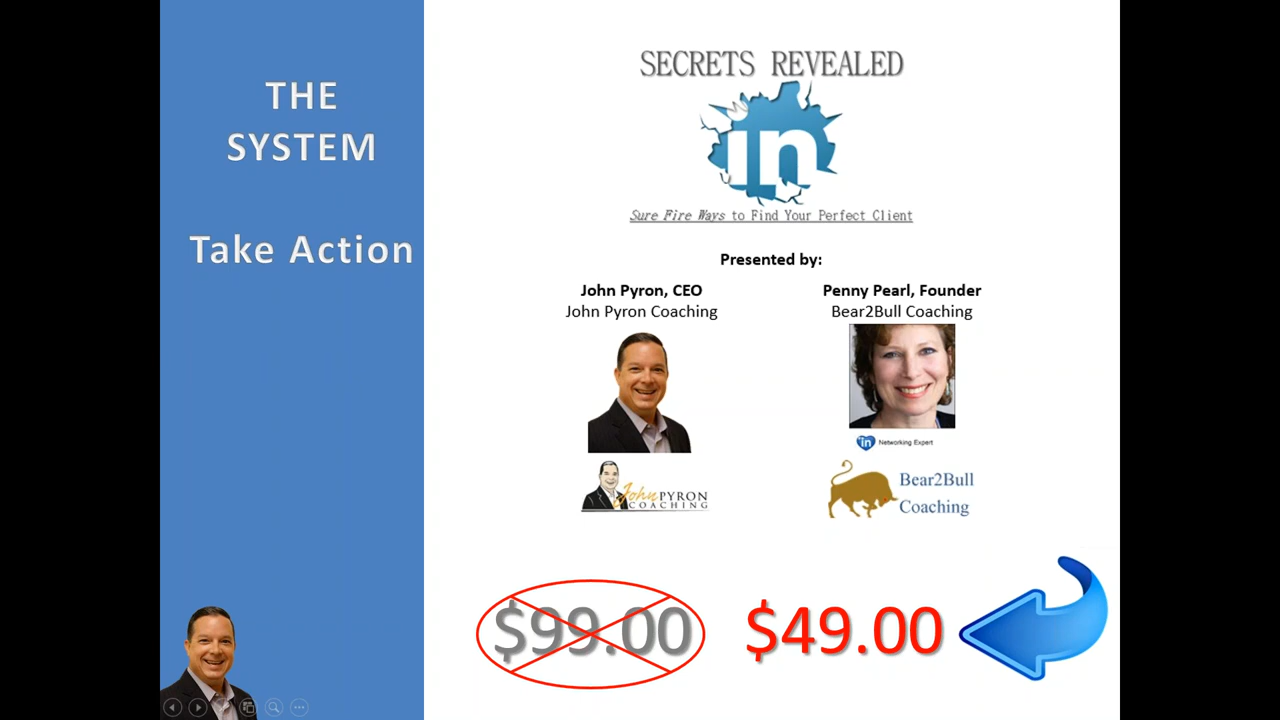 THE
SYSTEM
Take Action
SECRETS REVEALED
in
Sure Fire Ways to Find Your Perfect Client
Presented by:
John Pyron, CEO
John Pyron Coaching
Penny Pearl, Founder
Bear2Bull Coaching
in Networking Expert
John PYRON
COACHING
Bear2Bull
Coaching
$99.00
$49.00